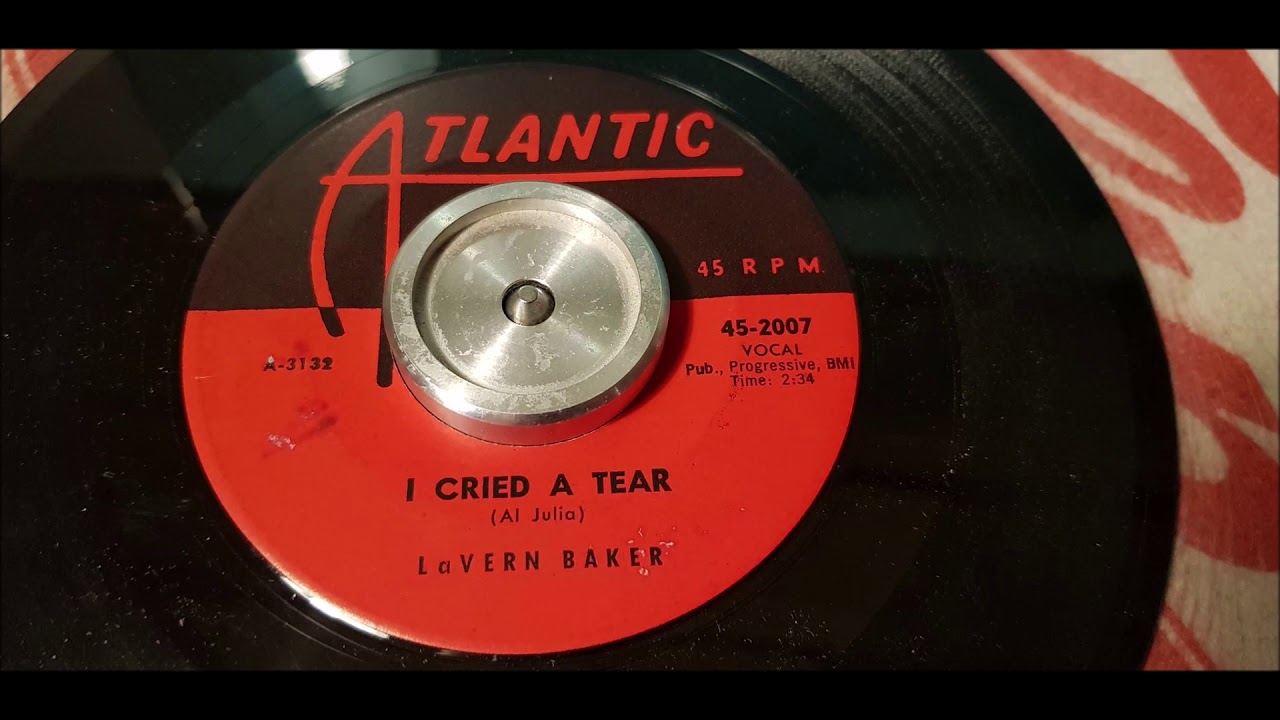 ATLANTIC
45 RPM.
45-2007
VOCAL
Pub., Progressive, BMI
Time: 2:34
A-3132
I CRIED A TEAR
(Al Julia)
LaVERN BAKER